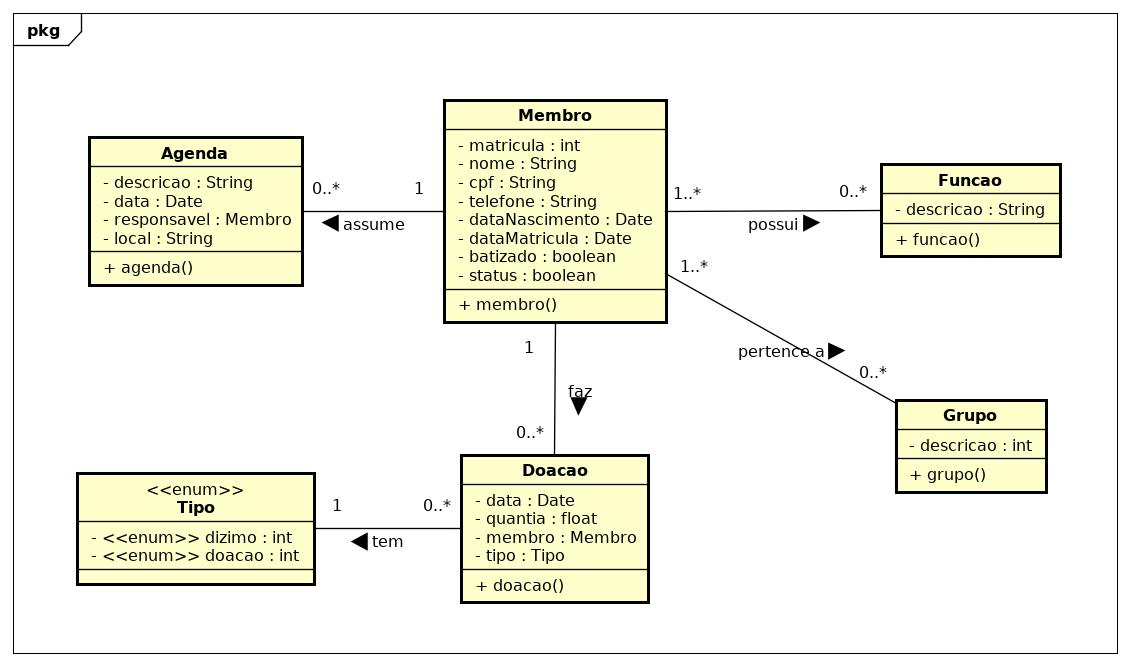 pkg
Agenda
- descricao : String
- data : Date
- responsavel : Membro
- local : String
+ agenda()
0..*
1
assume
Membro
- matricula : int
- nome : String
- cpf : String
- telefone : String
- dataNascimento : Date
- dataMatricula : Date
- batizado : boolean
- status : boolean
+ membro()
1..*
0..*
possui
Funcao
- descricao : String
+ funcao()
1..*
pertence a
0..*
Grupo
- descricao : int
+ grupo()
1
faz
0..*
Doacao
- data : Date
- quantia : float
- membro : Membro
- tipo : Tipo
+ doacao()
1
0..*
tem
<<enum>>
Tipo
- <<enum>> dizimo : int
- <<enum>> doacao : int